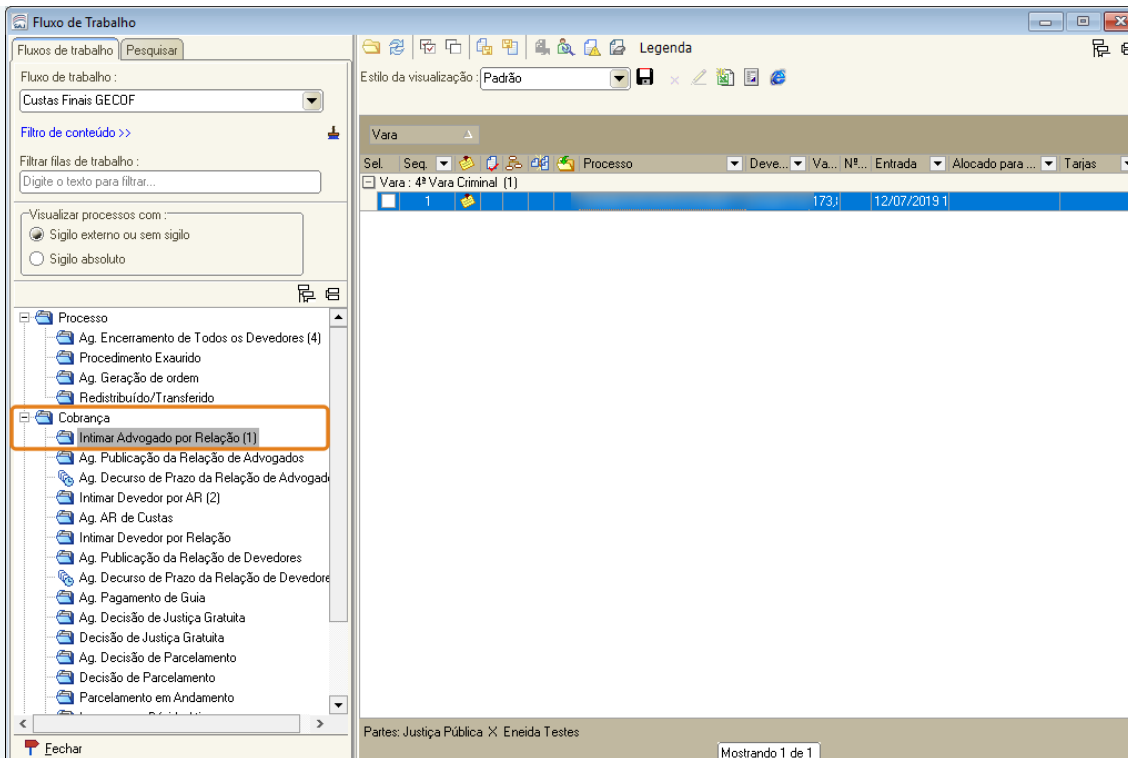 Fluxo de Trabalho
Fluxos de trabalho
Pesquisar
Fluxo de trabalho :
Custas Finais GECOF
Filtro de conteúdo >>
Filtrar filas de trabalho :
Digite o texto para filtrar...
Visualizar processos com :
Sigilo externo ou sem sigilo
Sigilo absoluto
Processo
Ag. Encerramento de Todos os Devedores (4)
Procedimento Exaurido
Ag. Geração de ordem
Redistribuído/Transferido
Cobrança
Intimar Advogado por Relação (1)
Ag. Publicação da Relação de Advogados
Ag. Decurso de Prazo da Relação de Advogad
Intimar Devedor por AR (2)
Ag. AR de Custas
Intimar Devedor por Relação
Ag. Publicação da Relação de Devedores
Ag. Decurso de Prazo da Relação de Devedore
Ag. Pagamento de Guia
Ag. Decisão de Justiça Gratuita
Decisão de Justiça Gratuita
Ag. Decisão de Parcelamento
Decisão de Parcelamento
Parcelamento em Andamento
Fechar
Legenda
Estilo da visualização : Padrão
Vara
Sel. Seq. Processo Deve... Va... Nº... Entrada Alocado para ... Tarjas
Vara : 4ª Vara Criminal (1)
1 173, 12/07/2019 1
Partes: Justiça Pública X Eneida Testes
Mostrando 1 de 1